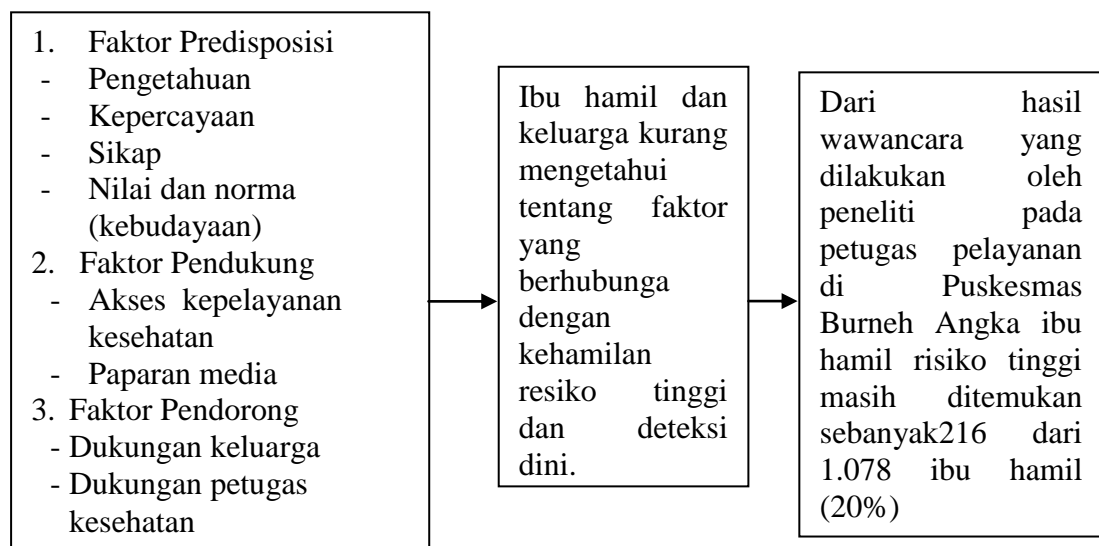 1. Faktor Predisposisi
- Pengetahuan
- Kepercayaan
- Sikap
- Nilai dan norma
(kebudayaan)
2. Faktor Pendukung
- Akses kepelayanan
kesehatan
- Paparan media
3. Faktor Pendorong
- Dukungan keluarga
- Dukungan petugas
kesehatan
Ibu hamil dan
keluarga kurang
mengetahui
tentang faktor
yang
berhubunga
dengan
kehamilan
resiko tinggi
dan deteksi
dini.
Dari hasil
wawancara yang
dilakukan oleh
peneliti pada
petugas pelayanan
di Puskesmas
Burneh Angka ibu
hamil risiko tinggi
masih ditemukan
sebanyak216 dari
1.078 ibu hamil
(20%)